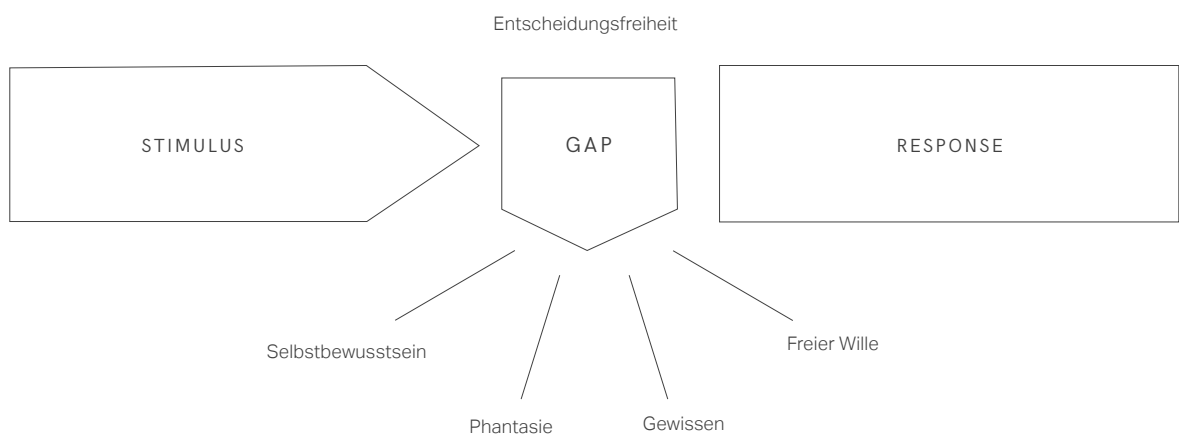 Entscheidungsfreiheit
STIMULUS
GAP
RESPONSE
Selbstbewusstsein
Phantasie
Gewissen
Freier Wille